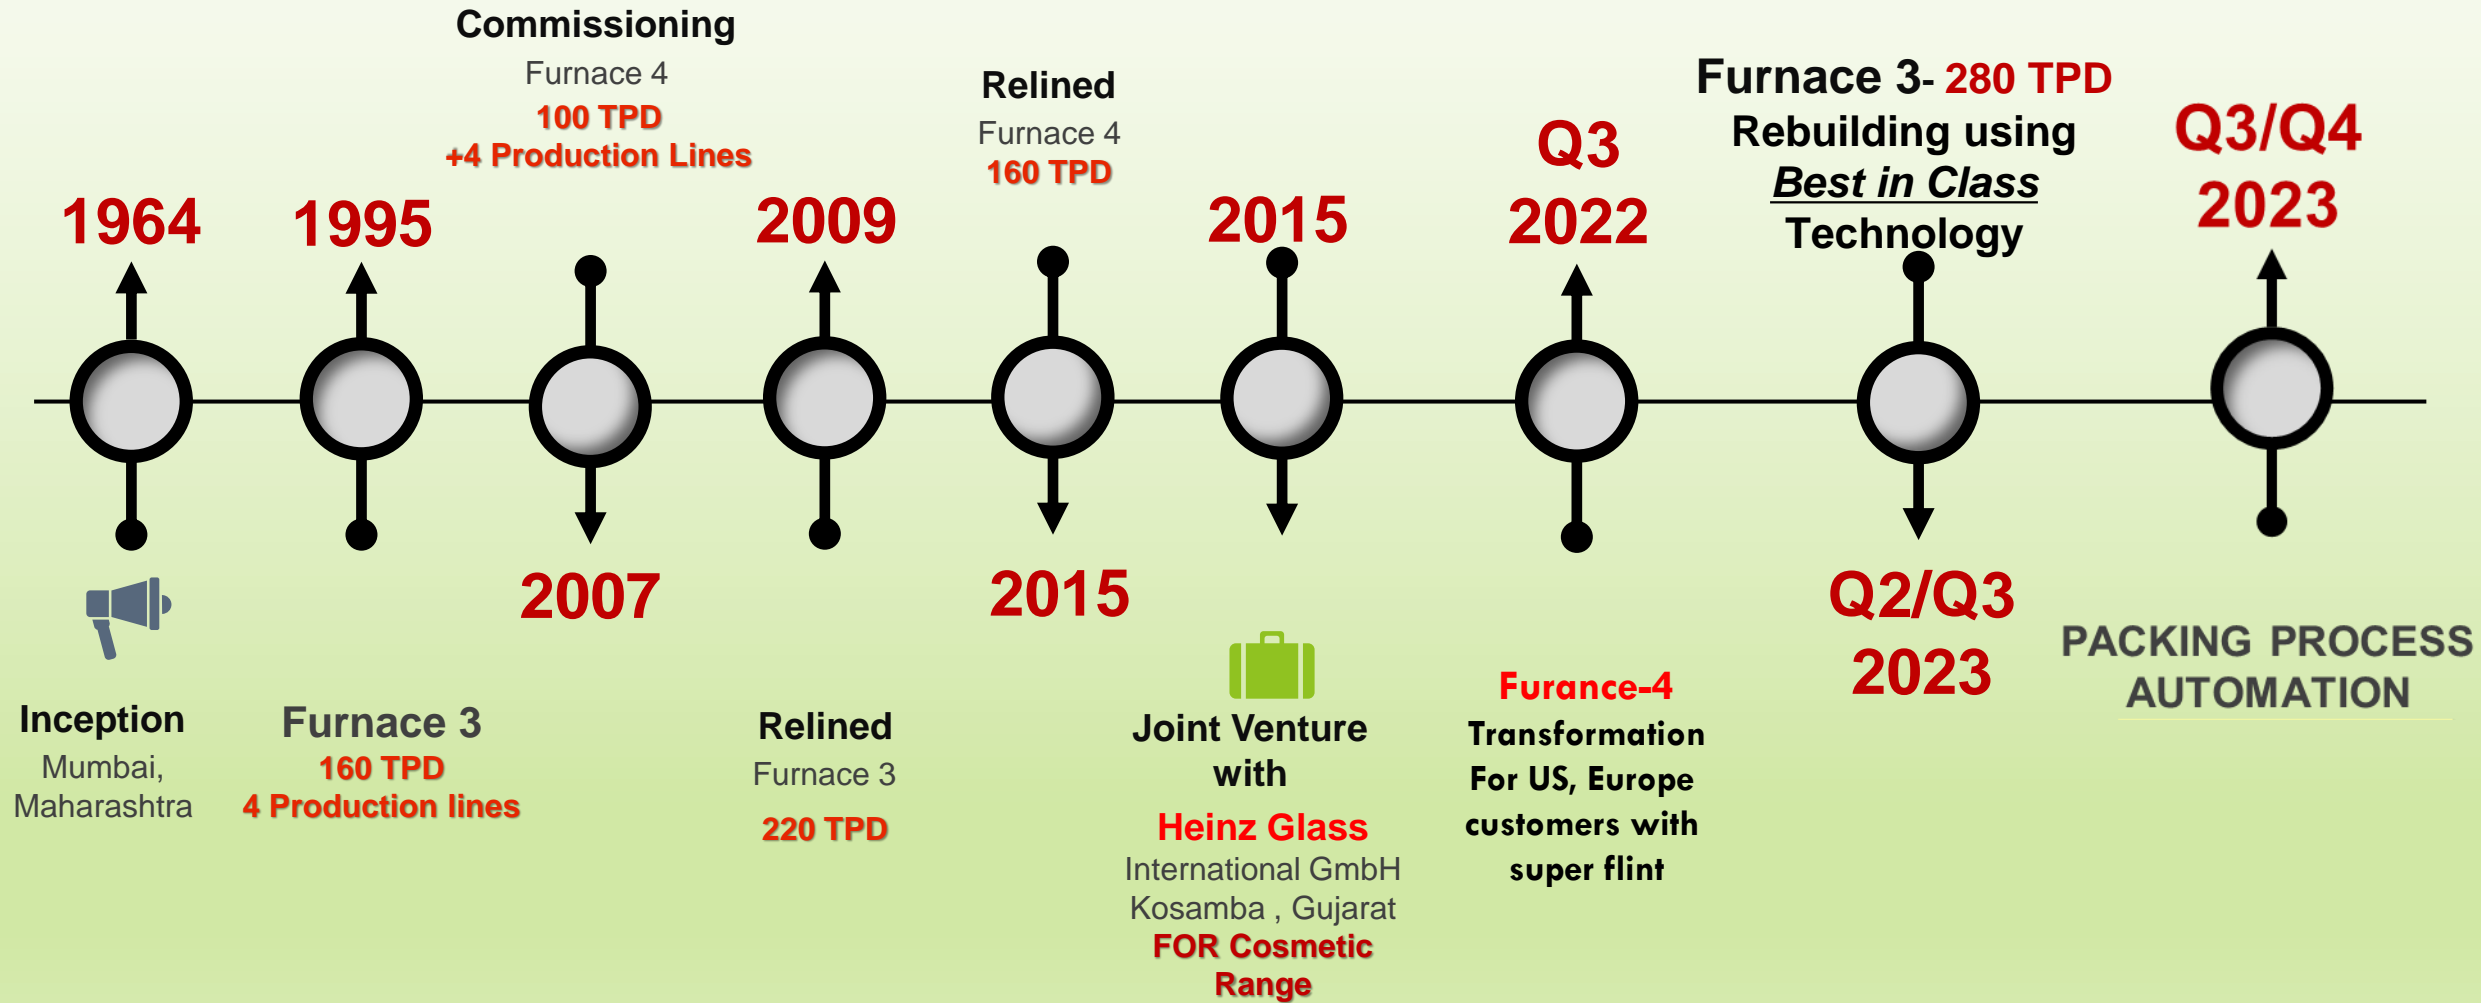 1964
Inception
Mumbai,
Maharashtra
1995
Furnace 3
160 TPD
4 Production lines
Commissioning
Furnace 4
100 TPD
+4 Production Lines
2007
2009
Relined
Furnace 3
220 TPD
Relined
Furnace 4
160 TPD
2015
2015
Joint Venture
with
Heinz Glass
International GmbH
Kosamba , Gujarat
FOR Cosmetic
Range
Q3
2022
Furance-4
Transformation
For US, Europe
customers with
super flint
Furnace 3- 280 TPD
Rebuilding using
Best in Class
Technology
Q2/Q3
2023
Q3/Q4
2023
PACKING PROCESS
AUTOMATION